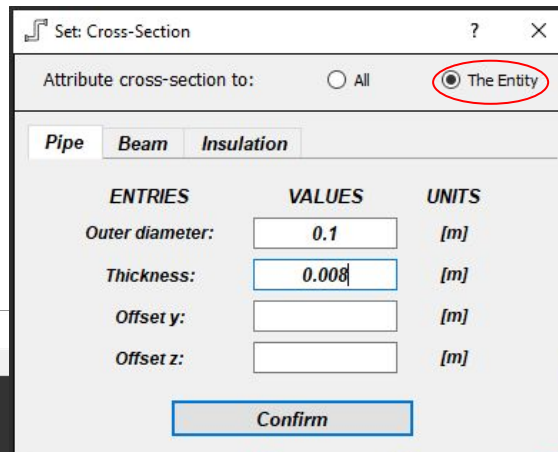 Set: Cross-Section ?
Attribute cross-section to: All The Entity
Pipe Beam Insulation
ENTRIES VALUES UNITS
Outer diameter: 0.1 [m]
Thickness: 0.008 [m]
Offset y: [m]
Offset z: [m]
Confirm